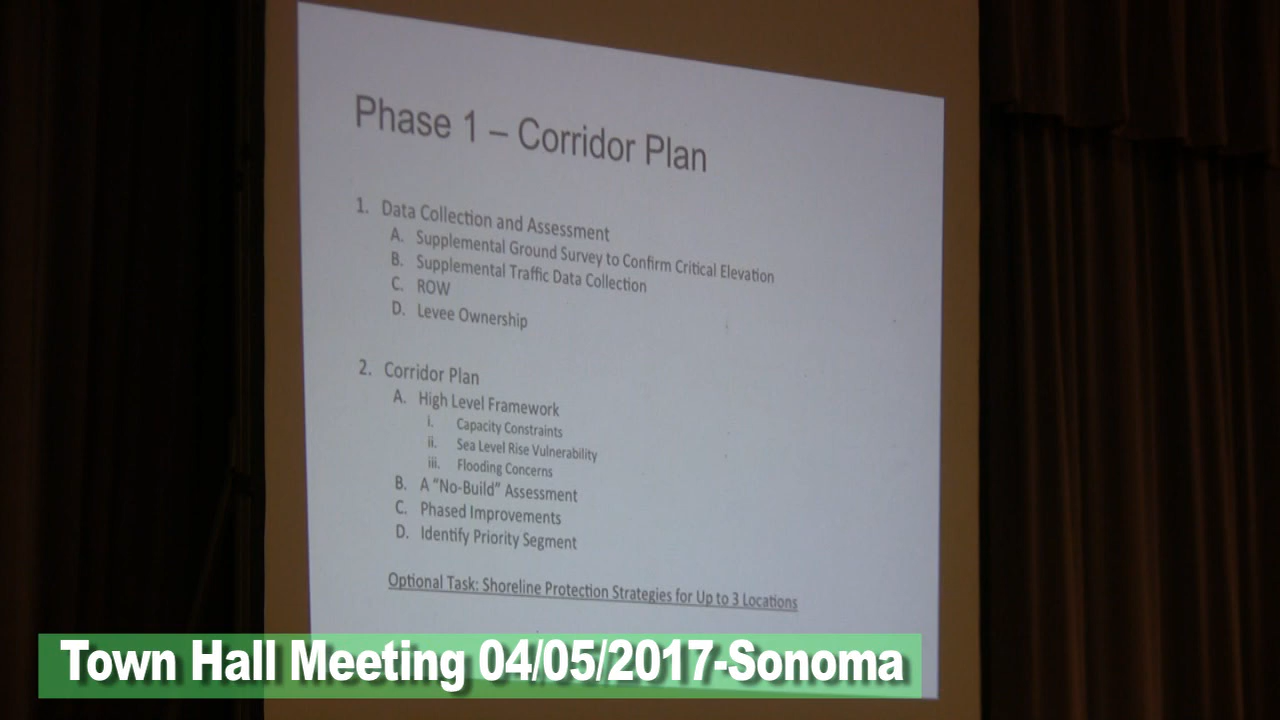 Phase 1 – Corridor Plan
1. Data Collection and Assessment
A. Supplemental Ground Survey to Confirm Critical Elevation
B. Supplemental Traffic Data Collection
C. ROW
D. Levee Ownership
2. Corridor Plan
A. High Level Framework
i. Capacity Constraints
ii. Sea Level Rise Vulnerability
iii. Flooding Concerns
B. A “No-Build” Assessment
C. Phased Improvements
D. Identify Priority Segment
Optional Task: Shoreline Protection Strategies for Up to 3 Locations
Town Hall Meeting 04/05/2017-Sonoma